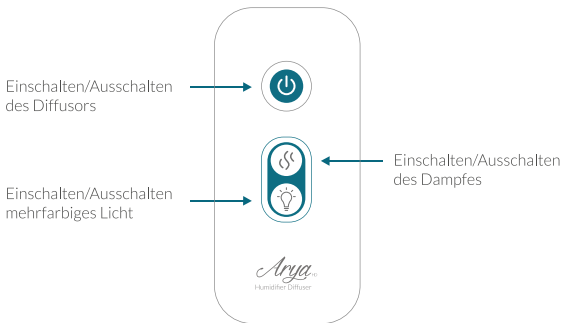 Einschalten/Ausschalten
des Diffusors
Einschalten/Ausschalten
des Dampfes
Einschalten/Ausschalten
mehrfarbiges Licht
Arya
Humidifier Diffuser